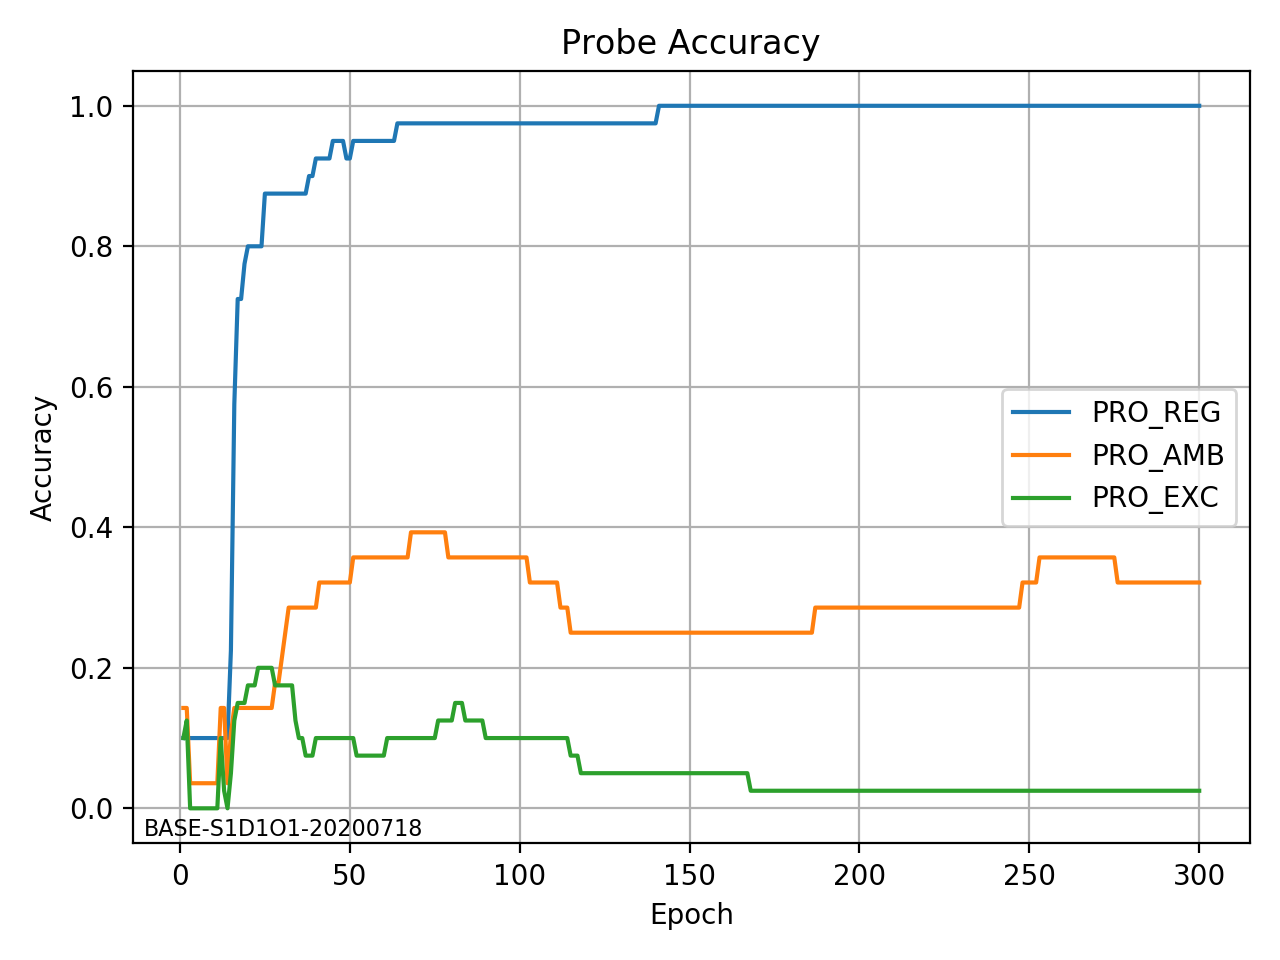 Probe Accuracy
1.0
0.8
0.6
0.4
0.2
0.0
Accuracy
PRO_REG
PRO_AMB
PRO_EXC
BASE-S1D1O1-20200718
0 50 100 150 200 250 300
Epoch